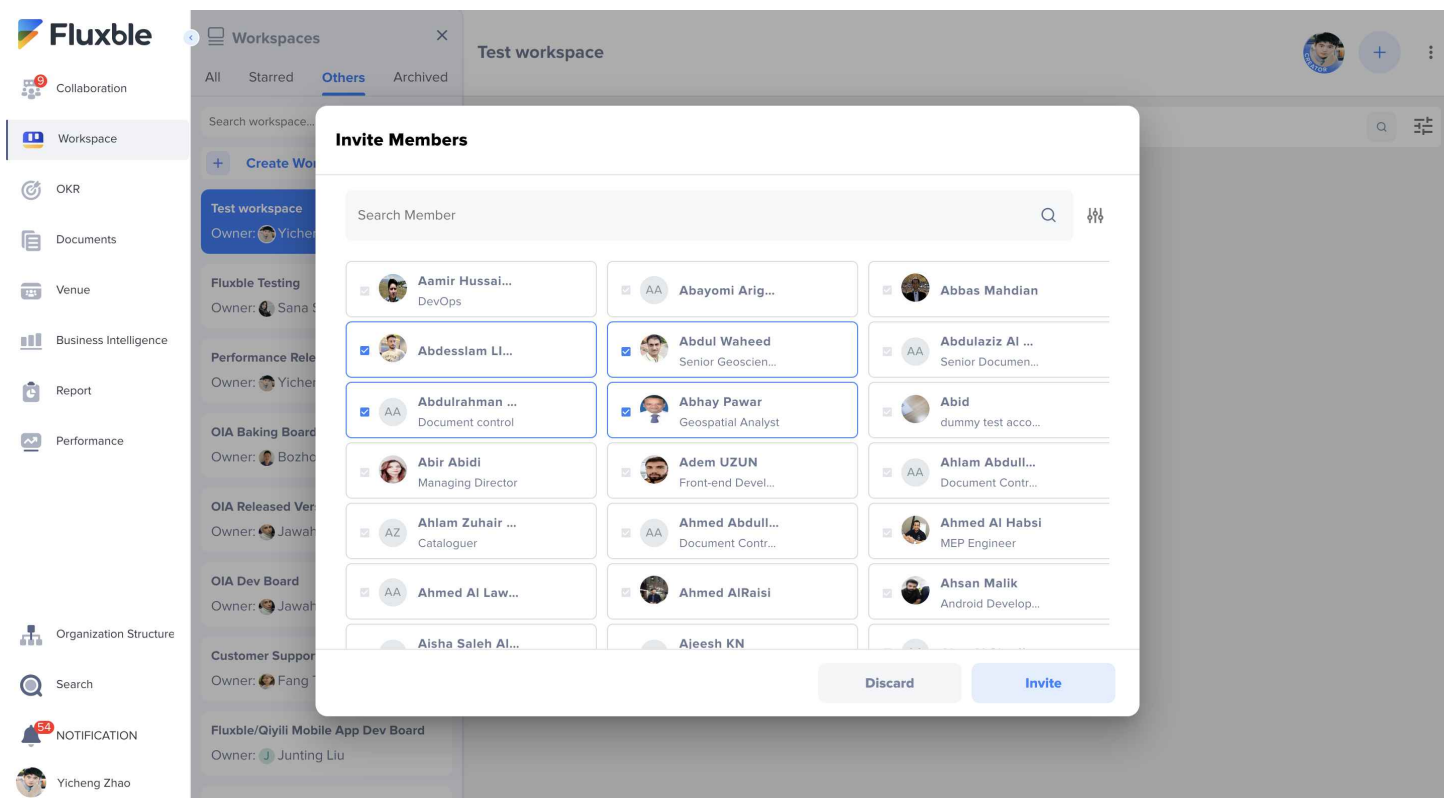 Fluxble
9
Collaboration
Workspace
OKR
Documents
Venue
Business Intelligence
Report
Performance
Organization Structure
Search
54
NOTIFICATION
Yicheng Zhao
Workspaces
All Starred Others Archived
Search workspace...
Create Wo
Test workspace
Owner: Yiche
Fluxble Testing
Owner: Sana S
Performance Rele
Owner: Yiche
OIA Baking Board
Owner: Bozho
OIA Released Ver
Owner: Jawah
OIA Dev Board
Owner: Jawah
Customer Suppor
Owner: Fang
Fluxble/Qiyili Mobile App Dev Board
Owner: J Junting Liu
Test workspace
CREATOR
Invite Members
Search Member
Aamir Hussai...
DevOps
AA Abayomi Arig...
Abbas Mahdian
Abdesslam LI...
Abdul Waheed
Senior Geoscien...
AA Abdulaziz Al ...
Senior Documen...
AA Abdulrahman ...
Document control
Abhay Pawar
Geospatial Analyst
Abid
dummy test acco...
Abir Abidi
Managing Director
Adem UZUN
Front-end Devel...
AA Ahlam Abdull...
Document Contr...
AZ Ahlam Zuhair ...
Cataloguer
AA Ahmed Abdull...
Document Contr...
Ahmed Al Habsi
MEP Engineer
AA Ahmed Al Law...
Ahmed AlRaisi
Ahsan Malik
Android Develop...
Aisha Saleh Al...
Ajeesh KN
Discard
Invite